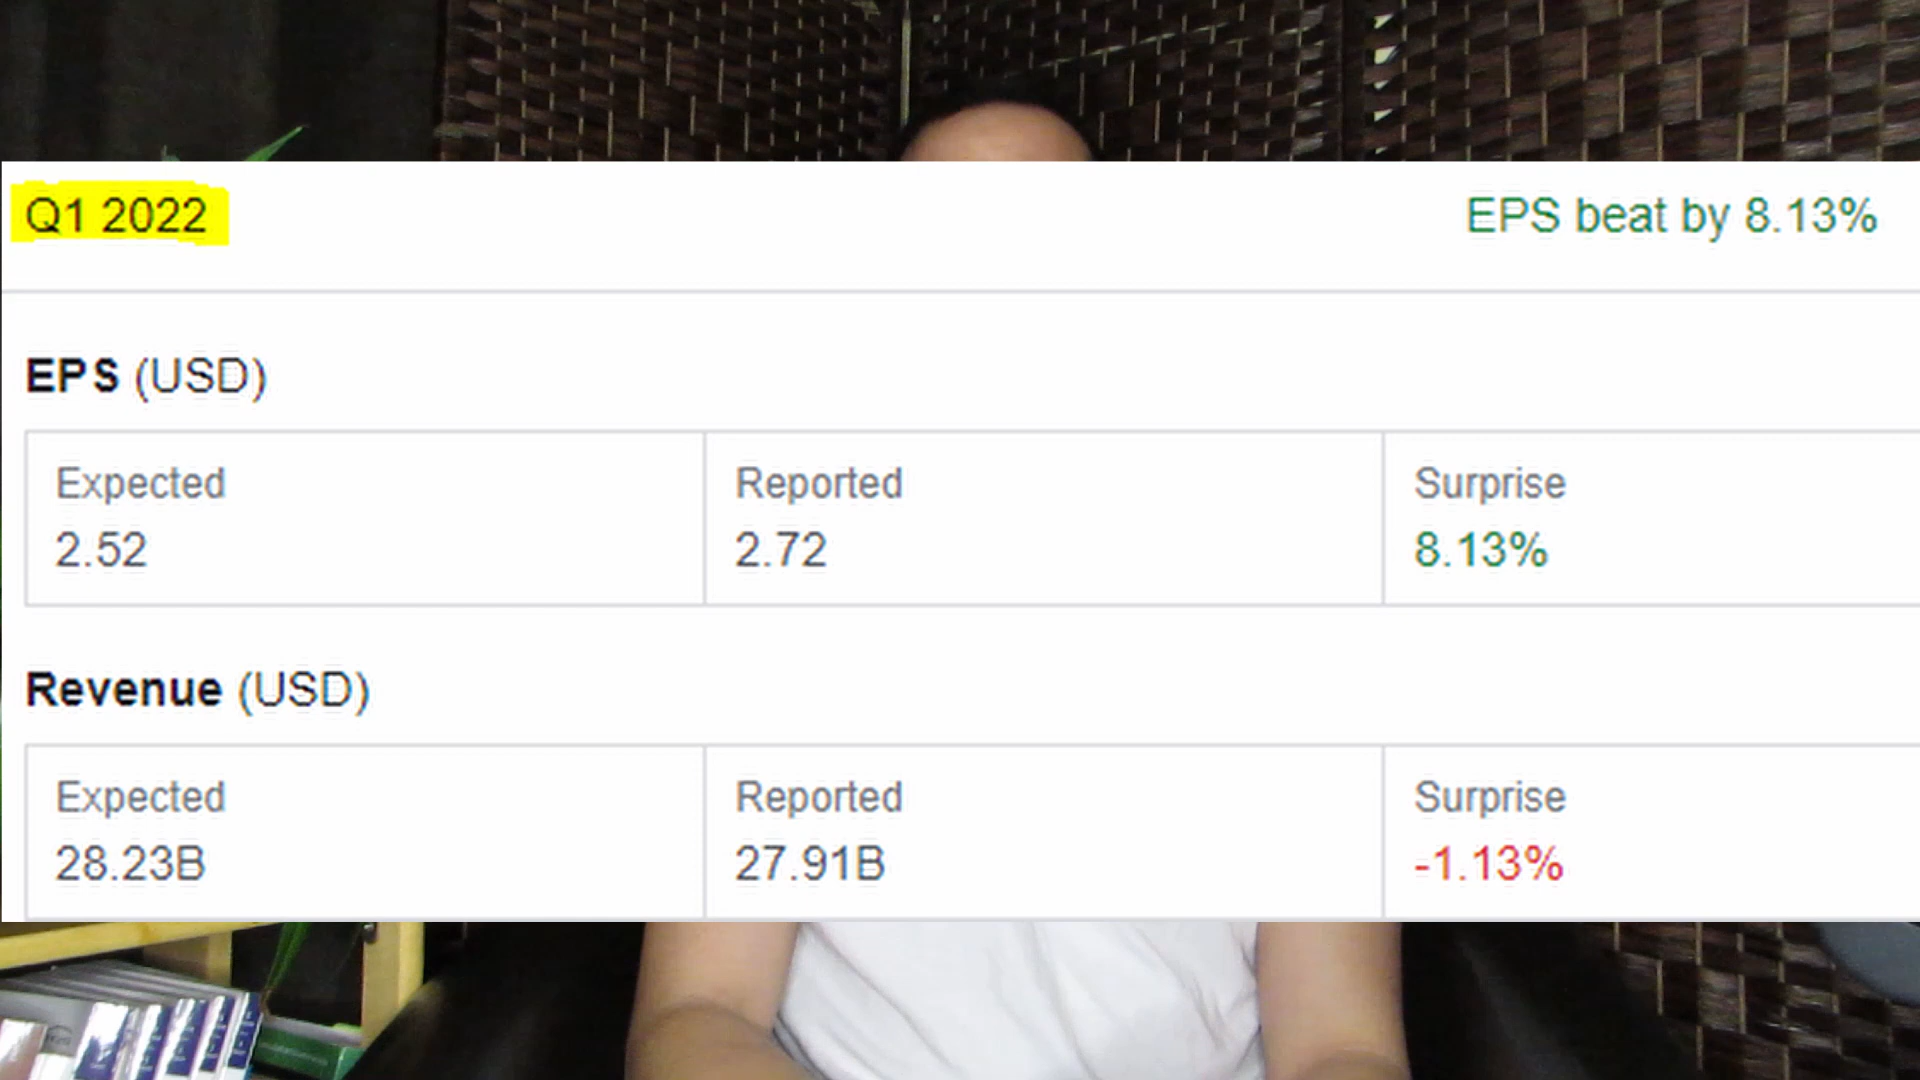 Q1 2022
EPS beat by 8.13%
EPS (USD)
Expected
Reported
Surprise
2.52
2.72
8.13%
Revenue (USD)
Expected
Reported
Surprise
28.23B
27.91B
-1.13%